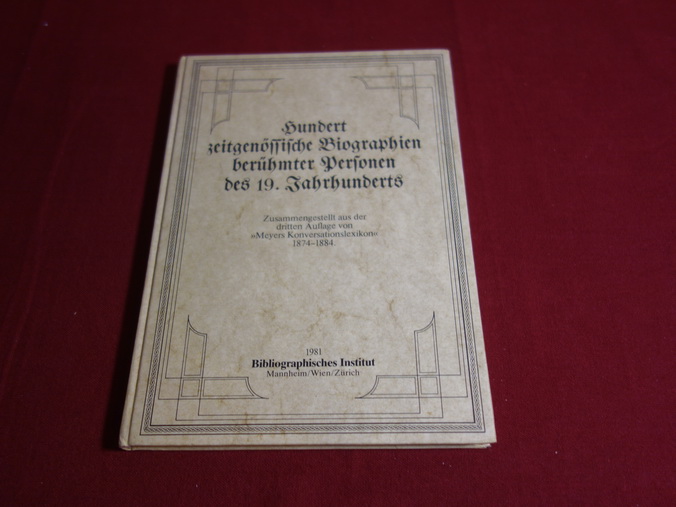 Hundert
zeitgenössische Biographien
berühmter Personen
des 19. Jahrhunderts
Zusammengestellt aus der
dritten Auflage von
»Meyers Konversationslexikon«
1874–1884
1981
Bibliographisches Institut
Mannheim/Wien/Zürich